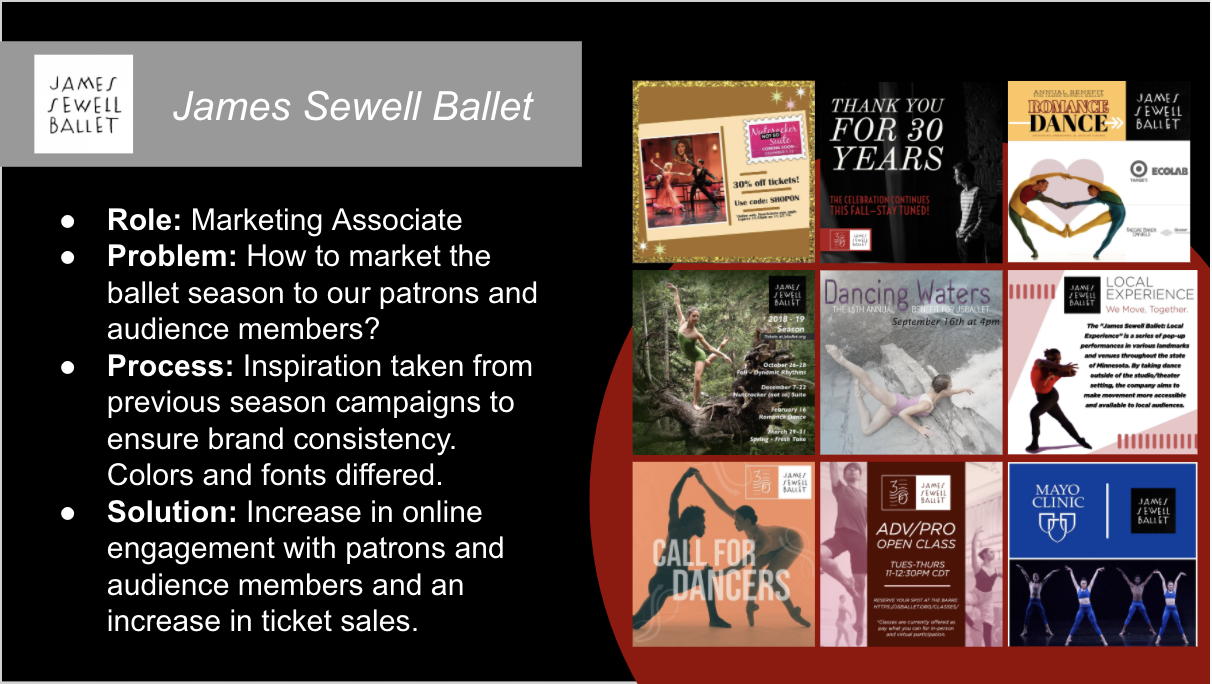 JAMES
SEWELL
BALLET
James Sewell Ballet
● Role: Marketing Associate
● Problem: How to market the
ballet season to our patrons and
audience members?
● Process: Inspiration taken from
previous season campaigns to
ensure brand consistency.
Colors and fonts differed.
● Solution: Increase in online
engagement with patrons and
audience members and an
increase in ticket sales.
Nutcracker
NOT SO
Suite
COMING SOON
30% off tickets!
Use code: SHOPON
THANK YOU
FOR 30
YEARS
THE CELEBRATION CONTINUES
THIS FALL—STAY TUNED!
ANNUAL BENEFIT
ROMANCE
DANCE
JAMES
SEWELL
BALLET
TARGET
ECOLAB
JAMES
SEWELL
BALLET
2018 - 19
Season
Tickets at jsballet.org
October 26-28
Fall - Dynamic Rhythms
December 7-22
Nutcracker (not so) Suite
February 16
Romance Dance
March 29-31
Spring - Fresh Take
Dancing Waters
THE 15TH ANNUAL BENEFIT FOR JSBALLET
September 16th at 4pm
JAMES
SEWELL
BALLET
LOCAL
EXPERIENCE
We Move, Together.
The "James Sewell Ballet: Local
Experience" is a series of pop-up
performances in various landmarks
and venues throughout the state
of Minnesota. By taking dance
outside of the studio/theater
setting, the company aims to
make movement more accessible
and available to local audiences.
30
JAMES
SEWELL
BALLET
CALL FOR
DANCERS
30
JAMES
SEWELL
BALLET
ADV/PRO
OPEN CLASS
TUES-THURS
11-12:30PM CDT
RESERVE YOUR SPOT AT THE BARRE:
HTTPS://JSBALLET.ORG/CLASSES/
*Classes are currently offered as
pay what you can for in-person
and virtual participation.
MAYO
CLINIC
JAMES
SEWELL
BALLET